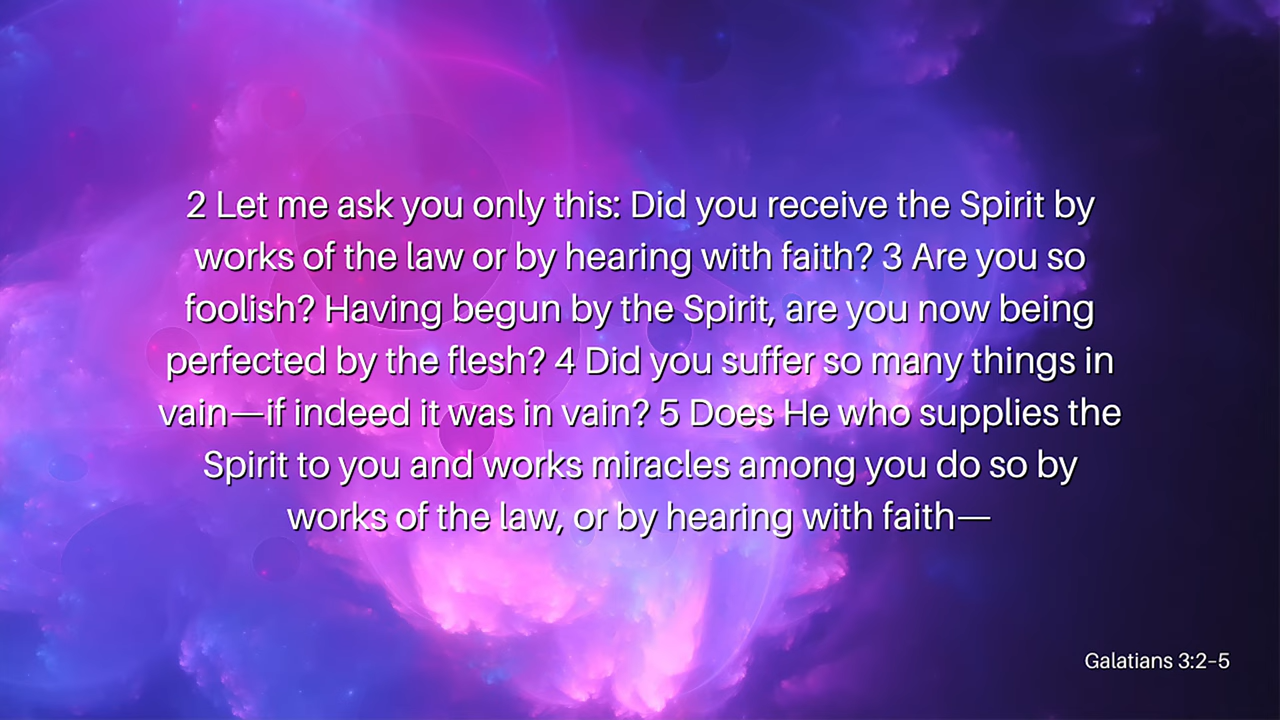 2 Let me ask you only this: Did you receive the Spirit by
works of the law or by hearing with faith? 3 Are you so
foolish? Having begun by the Spirit, are you now being
perfected by the flesh? 4 Did you suffer so many things in
vain—if indeed it was in vain? 5 Does He who supplies the
Spirit to you and works miracles among you do so by
works of the law, or by hearing with faith—
Galatians 3:2–5